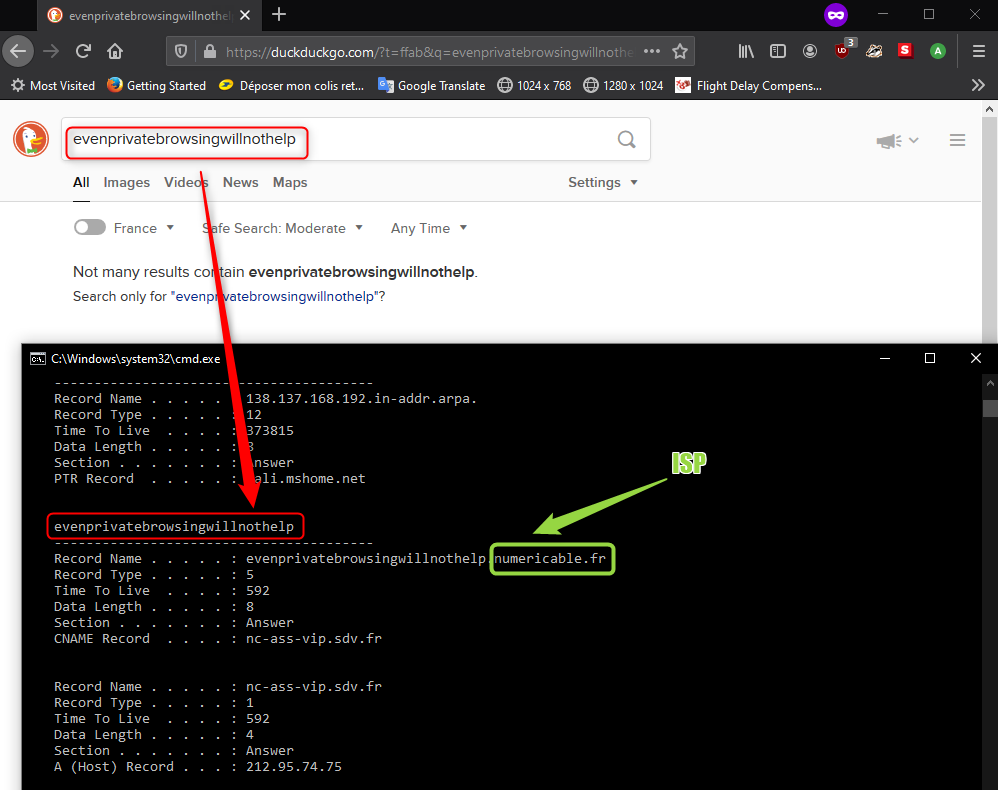 evenprivatebrowsingwillnothelp
https://duckduckgo.com/?t=ffab&q=evenprivatebrowsingwillnothe
3
Most Visited Getting Started Déposer mon colis ret... Google Translate 1024 x 768 1280 x 1024 Flight Delay Compens...
evenprivatebrowsingwillnothelp
All Images Videos News Maps Settings
France Safe Search: Moderate Any Time
Not many results contain evenprivatebrowsingwillnothelp.
Search only for "evenprivatebrowsingwillnothelp"?
C:\Windows\system32\cmd.exe
----------------------------------------
Record Name . . . . . : 138.137.168.192.in-addr.arpa.
Record Type . . . . . : 12
Time To Live . . . . : 373815
Data Length . . . . . : 8
Section . . . . . . . : Answer
PTR Record . . . . . : kali.mshome.net
ISP
evenprivatebrowsingwillnothelp
----------------------------------------
Record Name . . . . . : evenprivatebrowsingwillnothelp.numericable.fr
Record Type . . . . . : 5
Time To Live . . . . : 592
Data Length . . . . . : 8
Section . . . . . . . : Answer
CNAME Record . . . . : nc-ass-vip.sdv.fr
Record Name . . . . . : nc-ass-vip.sdv.fr
Record Type . . . . . : 1
Time To Live . . . . : 592
Data Length . . . . . : 4
Section . . . . . . . : Answer
A (Host) Record . . . : 212.95.74.75